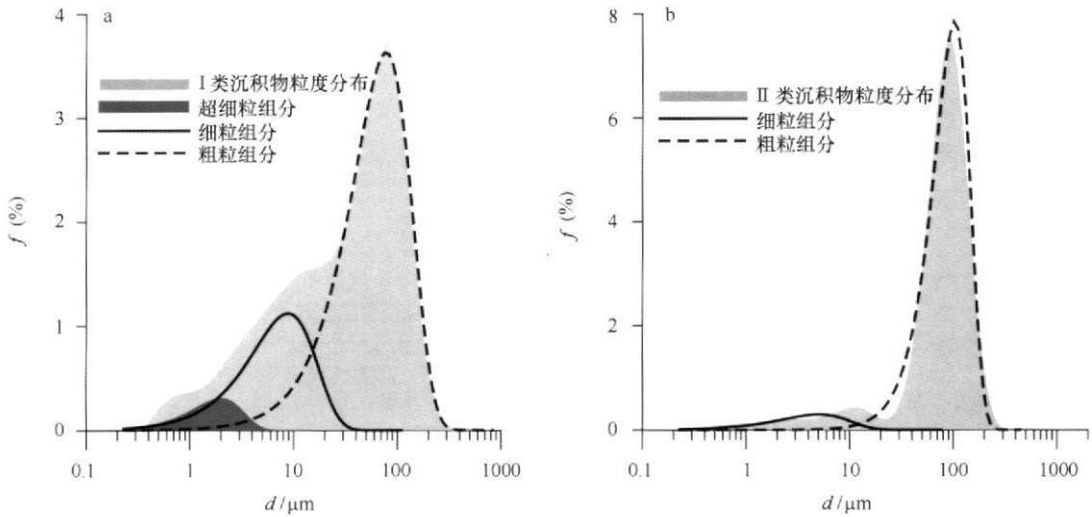 a
4
3
2
1
0
f (%)
I 类沉积物粒度分布
超细粒组分
细粒组分
粗粒组分
0.1
1
10
100
1000
d/μm
b
8
6
4
2
0
f (%)
II 类沉积物粒度分布
细粒组分
粗粒组分
0.1
1
10
100
1000
d/μm